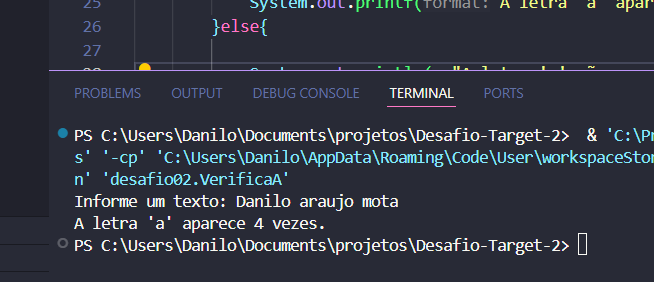 25 System.out.printf(format: "A letra 'a' apar
26 }else{
27
28
PROBLEMS OUTPUT DEBUG CONSOLE TERMINAL PORTS
PS C:\Users\Danilo\Documents\projetos\Desafio-Target-2>  & 'C:\Pr
s' '-cp' 'C:\Users\Danilo\AppData\Roaming\Code\User\workspaceStor
n' 'desafio02.VerificaA'
Informe um texto: Danilo araujo mota
A letra 'a' aparece 4 vezes.
PS C:\Users\Danilo\Documents\projetos\Desafio-Target-2>